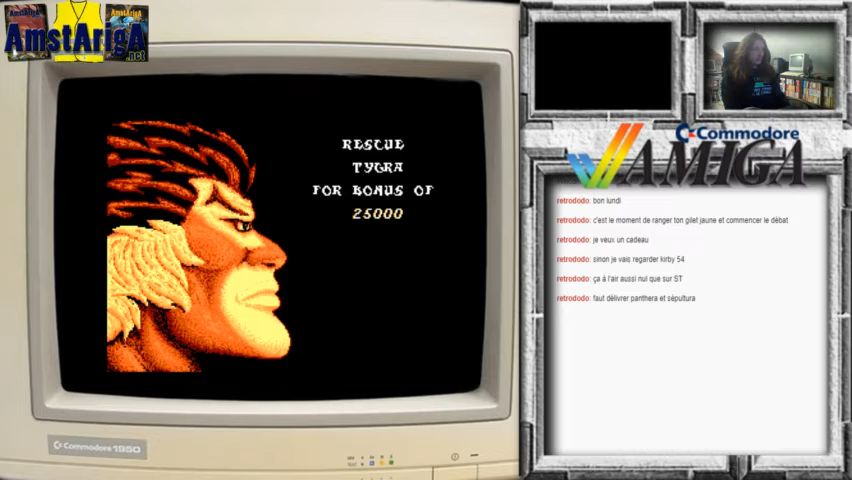 AmstArigA
.net
RESCUE
TYGRA
FOR BONUS OF
25000
Commodore 1950
Commodore
AMIGA
retrododo: bon lundi
retrododo: c'est le moment de ranger ton gilet jaune et commencer le débat
retrododo: je veux un cadeau
retrododo: sinon je vais regarder kirby 54
retrododo: ça à l'air aussi nul que sur ST
retrododo: faut délivrer panthera et sépultura